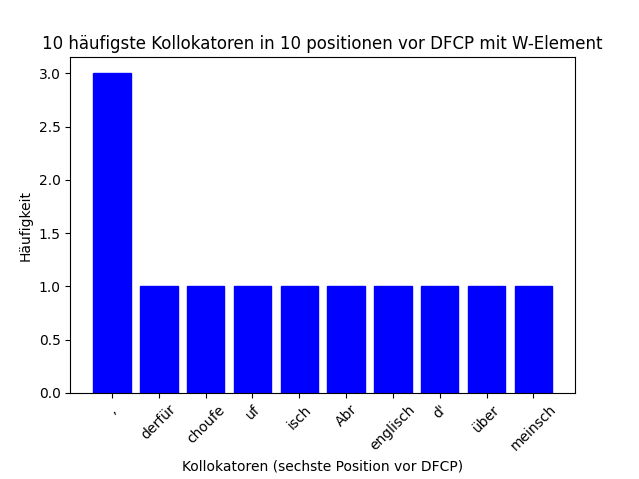 10 häufigste Kollokatoren in 10 positionen vor DFCP mit W-Element
3.0
2.5
2.0
1.5
1.0
0.5
0.0
Häufigkeit
,
derfür
choufe
uf
isch
Abr
englisch
d'
über
meinsch
Kollokatoren (sechste Position vor DFCP)